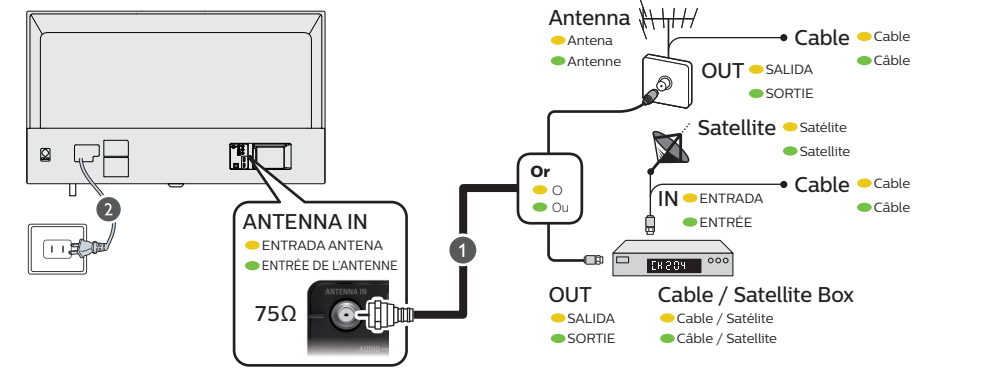 Antenna
Antena
Antenne
Cable
Cable
Câble
OUT
SALIDA
SORTIE
Satellite
Satélite
Satellite
Cable
Cable
Câble
IN
ENTRADA
ENTRÉE
Or
O
Ou
2
1
ANTENNA IN
ENTRADA ANTENA
ENTRÉE DE L'ANTENNE
75Ω
ANTENNA IN
AUDIO
CH204
OUT
SALIDA
SORTIE
Cable / Satellite Box
Cable / Satélite
Câble / Satellite